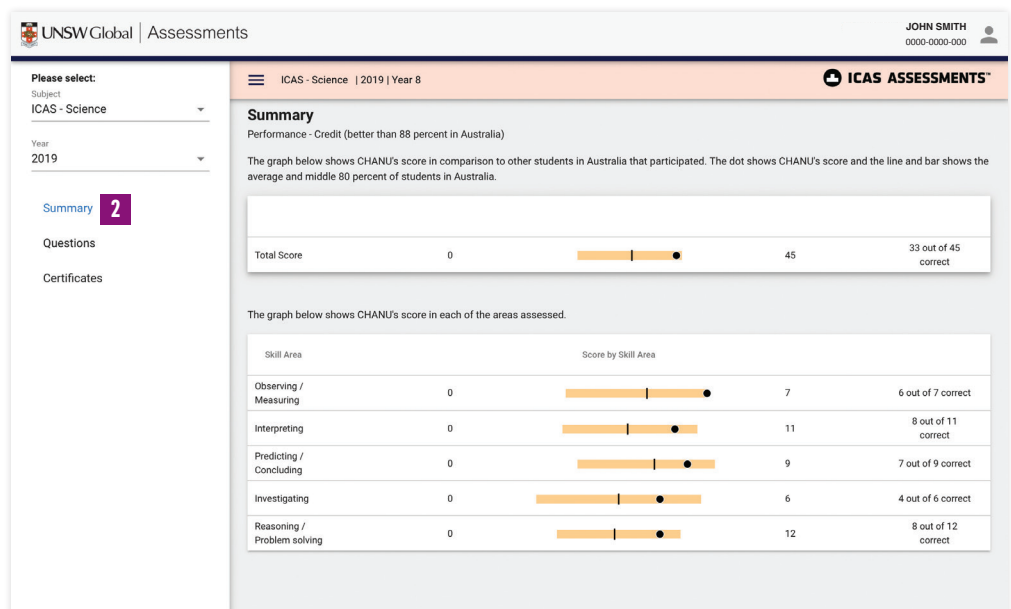 UNSW Global | Assessments
JOHN SMITH
0000-0000-000
Please select:
Subject
ICAS - Science
Year
2019
Summary 2
Questions
Certificates
ICAS - Science | 2019 | Year 8
ICAS ASSESSMENTS™
Summary
Performance - Credit (better than 88 percent in Australia)
The graph below shows CHANU's score in comparison to other students in Australia that participated. The dot shows CHANU's score and the line and bar shows the
average and middle 80 percent of students in Australia.
Total Score 0 45 33 out of 45
correct
The graph below shows CHANU's score in each of the areas assessed.
Skill Area Score by Skill Area
Observing /
Measuring 0 7 6 out of 7 correct
Interpreting 0 11 8 out of 11
correct
Predicting /
Concluding 0 9 7 out of 9 correct
Investigating 0 6 4 out of 6 correct
Reasoning /
Problem solving 0 12 8 out of 12
correct